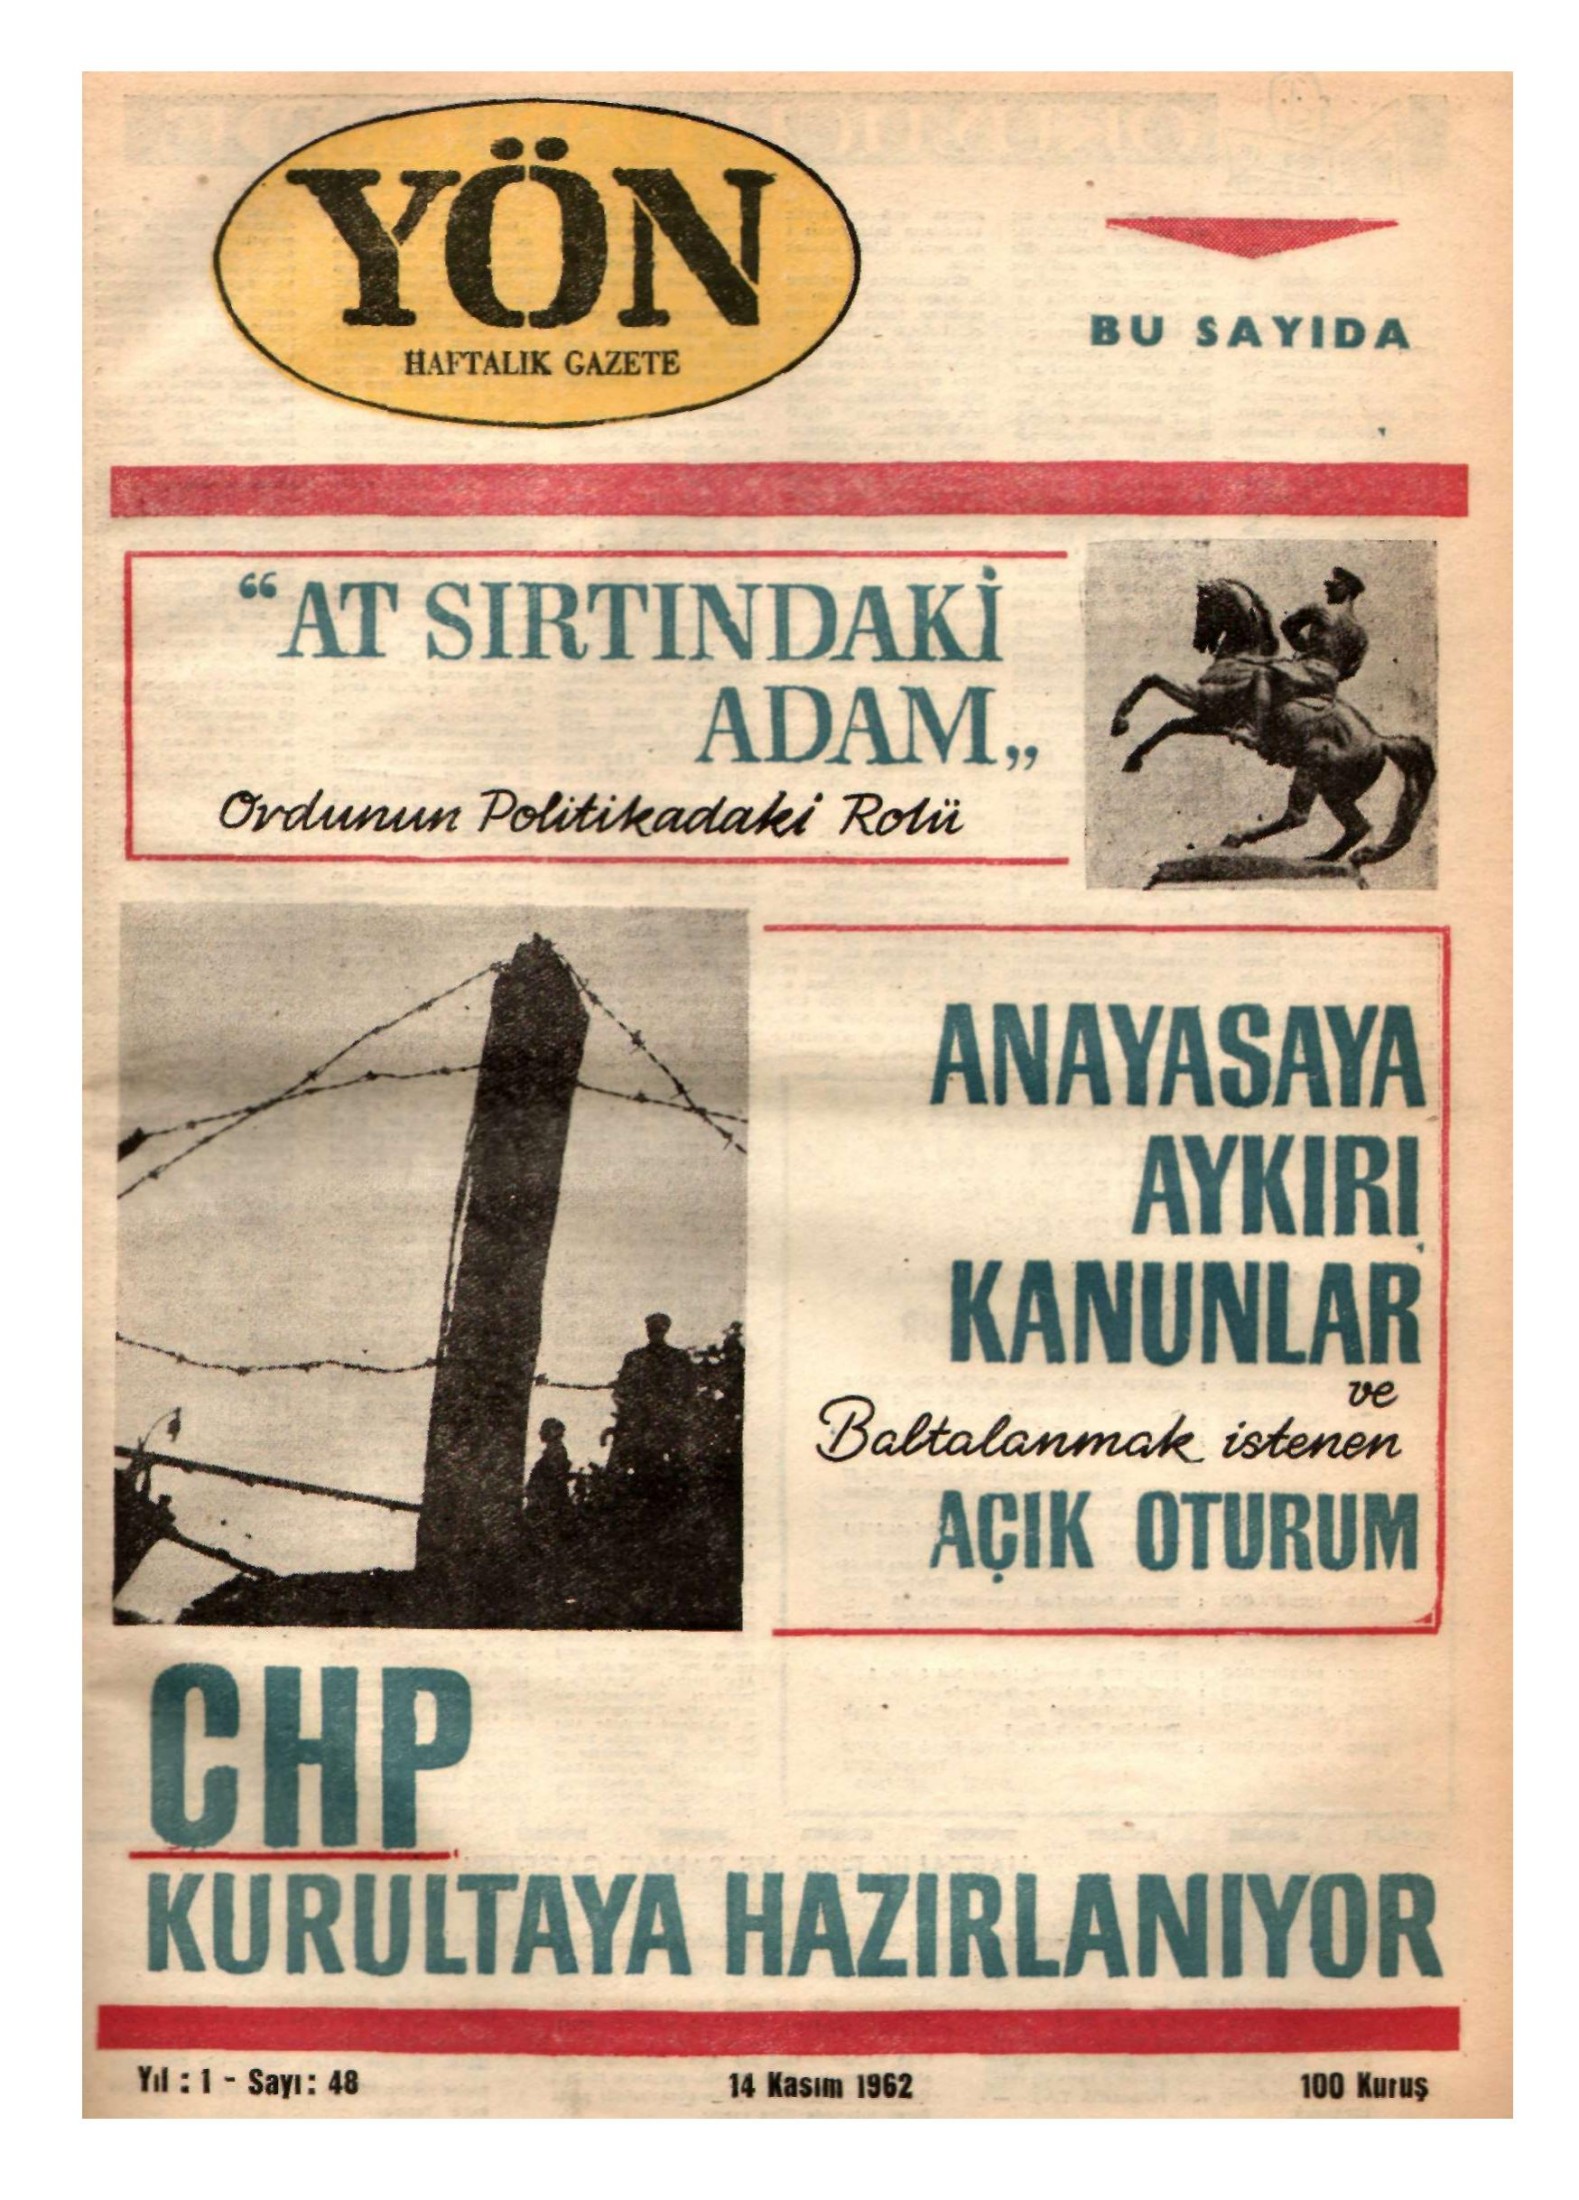 YÖN
HAFTALIK GAZETE
BU SAYIDA
“AT SIRTINDAKİ
ADAM„
Ordunun Politikadaki Rolü
ANAYASAYA
AYKIRI
KANUNLAR
ve
Baltalanmak istenen
AÇIK OTURUM
CHP
KURULTAYA HAZIRLANIYOR
Yıl : 1 - Sayı : 48
14 Kasım 1962
100 Kuruş